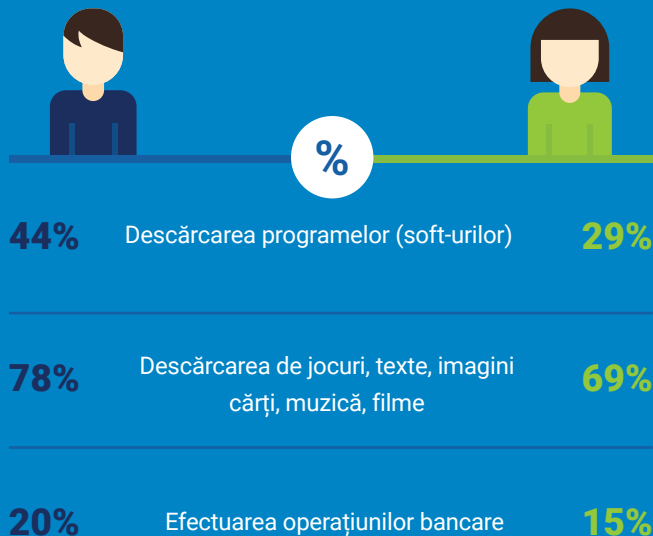 %
44% Descărcarea programelor (soft-urilor) 29%
78% Descărcarea de jocuri, texte, imagini 69%
cărți, muzică, filme
20% Efectuarea operațiunilor bancare 15%